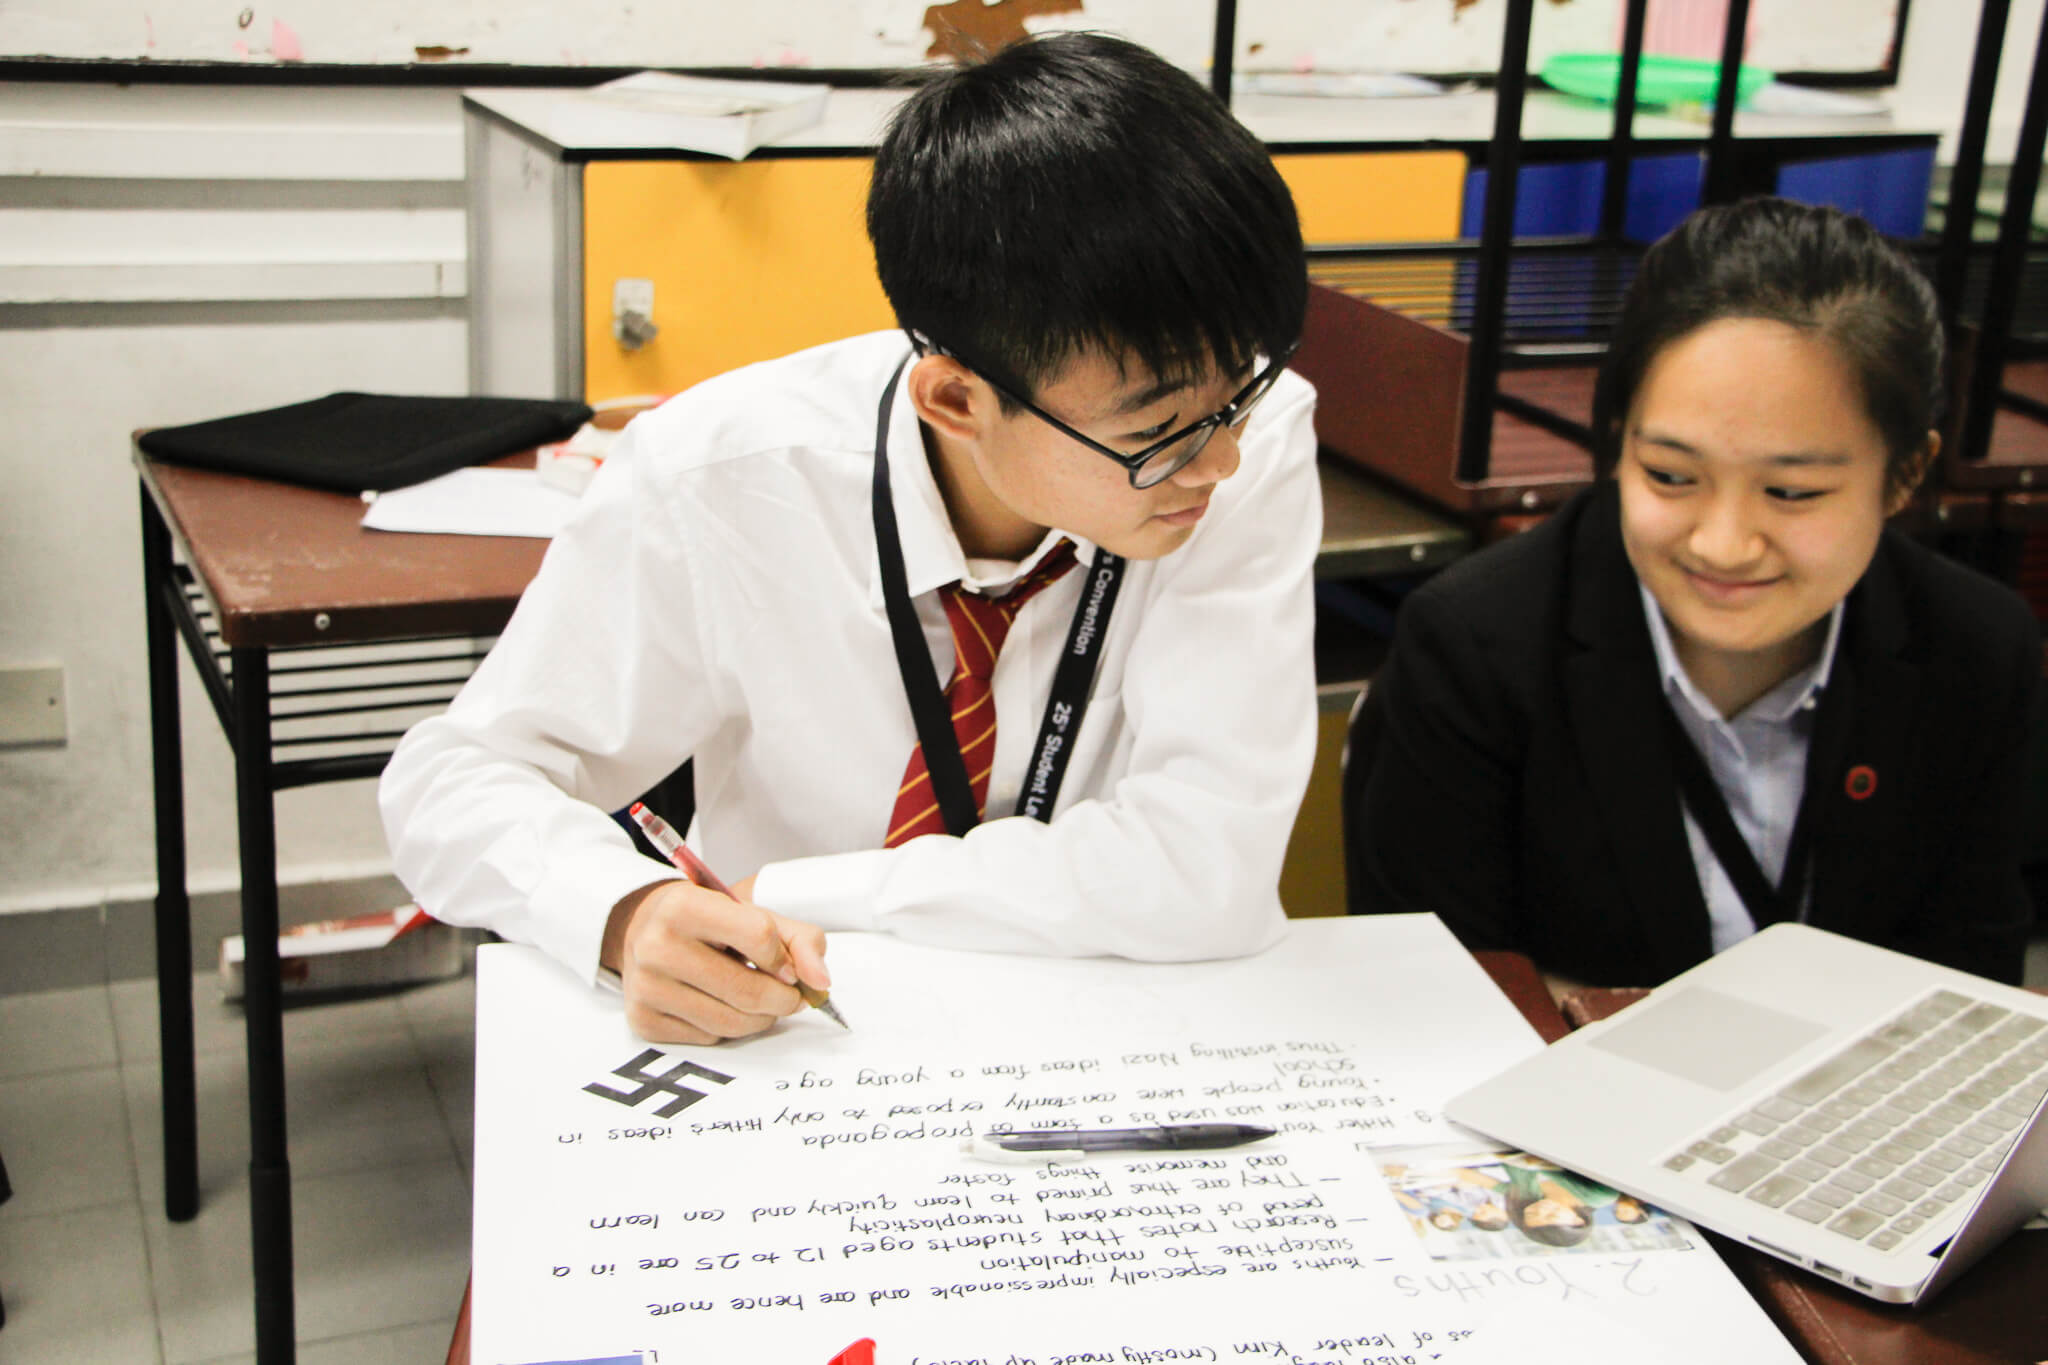 Convention
25th Student
also
of leader Kim (mostly made up
2. Youths
– Youths are especially impressionable and are hence more
susceptible to manipulation
– Research notes that students aged 12 to 25 are in a
period of extraordinary neuroplasticity
– They are thus primed to learn quickly and can learn
and memorise things faster
Hitler
• Education was used as a form of propaganda
• Young people were constantly exposed to only Hitler's ideas in
school
• Thus instilling Nazi ideas from a young age